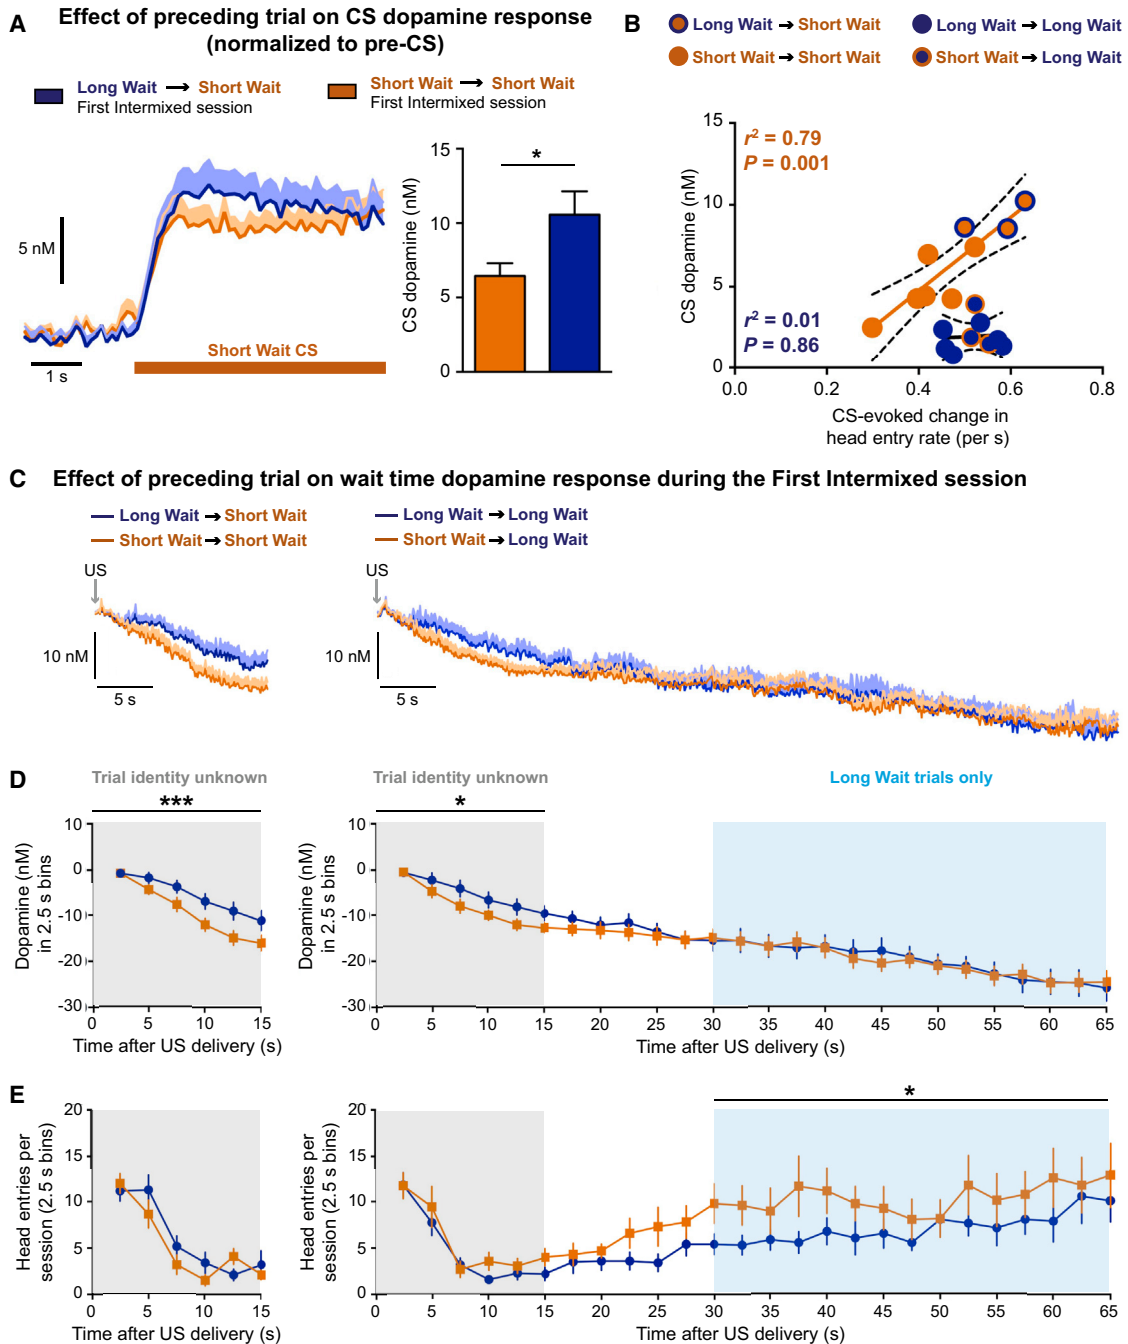 A
Effect of preceding trial on CS dopamine response
(normalized to pre-CS)
Long Wait → Short Wait
First Intermixed session
Short Wait → Short Wait
First Intermixed session
5 nM
1 s
Short Wait CS
CS dopamine (nM)
15
10
5
0
*
B
Long Wait → Short Wait
Long Wait → Long Wait
Short Wait → Short Wait
Short Wait → Long Wait
CS dopamine (nM)
15
10
5
0
r² = 0.79
P = 0.001
r² = 0.01
P = 0.86
0.0 0.2 0.4 0.6 0.8
CS-evoked change in
head entry rate (per s)
C
Effect of preceding trial on wait time dopamine response during the First Intermixed session
Long Wait → Short Wait
Short Wait → Short Wait
US
10 nM
5 s
Long Wait → Long Wait
Short Wait → Long Wait
US
10 nM
5 s
D
Trial identity unknown
***
Dopamine (nM)
in 2.5 s bins
10
0
-10
-20
-30
0 5 10 15
Time after US delivery (s)
Trial identity unknown
*
Long Wait trials only
Dopamine (nM)
in 2.5 s bins
10
0
-10
-20
-30
0 5 10 15 20 25 30 35 40 45 50 55 60 65
Time after US delivery (s)
E
Head entries per
session (2.5 s bins)
20
15
10
5
0
0 5 10 15
Time after US delivery (s)
*
Head entries per
session (2.5 s bins)
20
15
10
5
0
0 5 10 15 20 25 30 35 40 45 50 55 60 65
Time after US delivery (s)